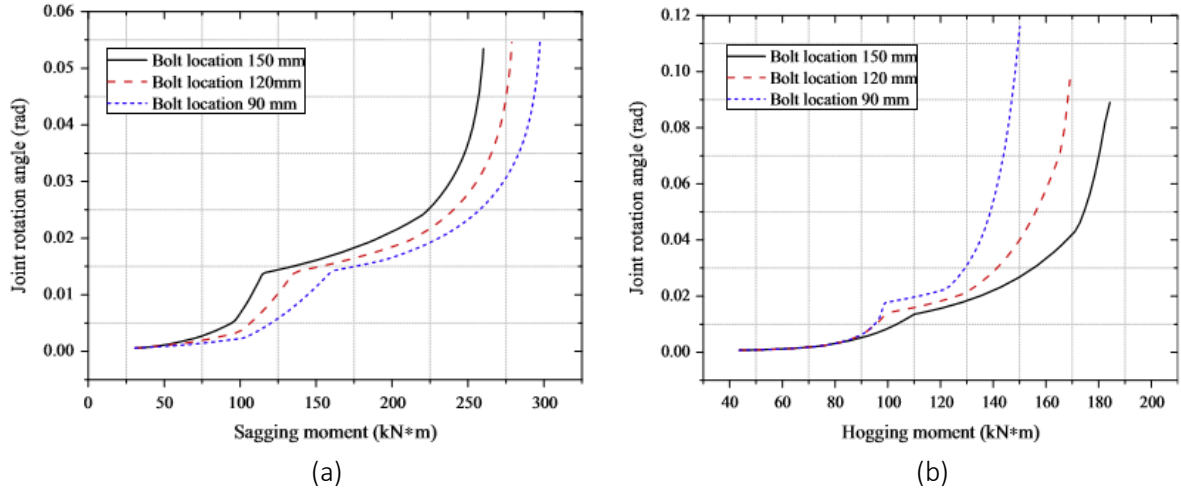 0.06
0.05
0.04
0.03
0.02
0.01
0.00
Joint rotation angle (rad)
Bolt location 150 mm
Bolt location 120mm
Bolt location 90 mm
0 50 100 150 200 250 300
Sagging moment (kN*m)
(a)
0.12
0.10
0.08
0.06
0.04
0.02
0.00
Joint rotation angle (rad)
Bolt location 150 mm
Bolt location 120 mm
Bolt location 90 mm
40 60 80 100 120 140 160 180 200
Hogging moment (kN*m)
(b)